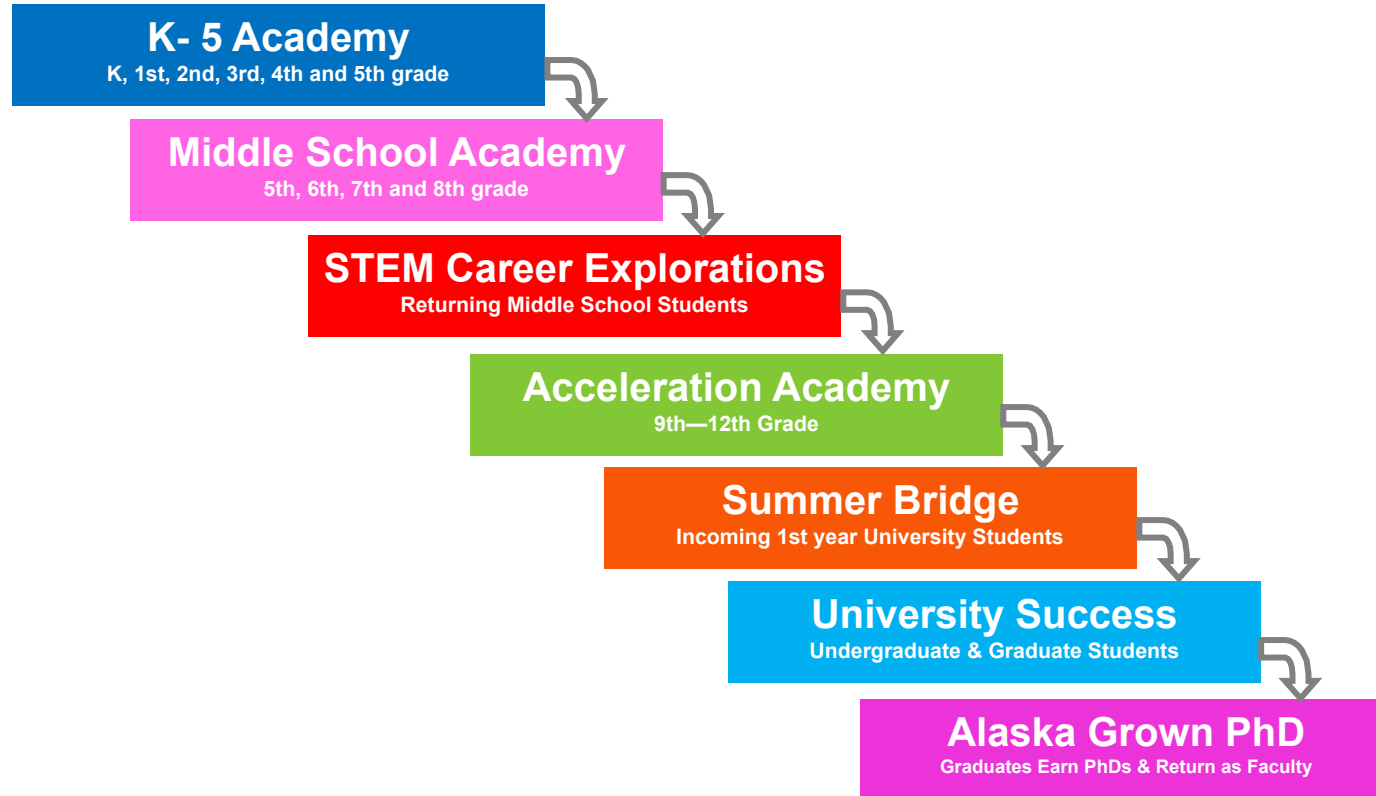 K- 5 Academy
K, 1st, 2nd, 3rd, 4th and 5th grade
Middle School Academy
5th, 6th, 7th and 8th grade
STEM Career Explorations
Returning Middle School Students
Acceleration Academy
9th—12th Grade
Summer Bridge
Incoming 1st year University Students
University Success
Undergraduate & Graduate Students
Alaska Grown PhD
Graduates Earn PhDs & Return as Faculty